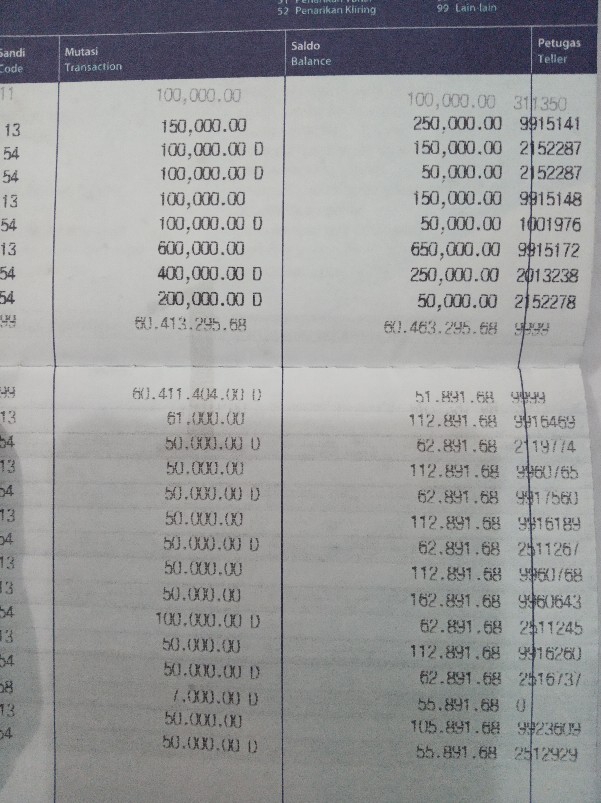 52 Penarikan Kliring 99 Lain-lain
Sandi Mutasi Saldo Petugas
Code Transaction Balance Teller
11 100,000.00 100,000.00 311350
13 150,000.00 250,000.00 9915141
54 100,000.00 D 150,000.00 2152287
54 100,000.00 D 50,000.00 2152287
13 100,000.00 150,000.00 9915148
54 100,000.00 D 50,000.00 1001976
13 600,000.00 650,000.00 9915172
54 400,000.00 D 250,000.00 2013238
54 200,000.00 D 50,000.00 2152278
99 60.413.295.68 60.463.295.68 9999
99 60.411.404.00 D 51.891.68 9999
13 61.000.00 112.891.68 9916469
54 50.000.00 D 62.891.68 2119774
13 50.000.00 112.891.68 9960765
54 50.000.00 D 62.891.68 9917560
13 50.000.00 112.891.68 9916189
54 50.000.00 D 62.891.68 2511267
13 50.000.00 112.891.68 9960768
13 50.000.00 162.891.68 9960643
54 100.000.00 D 62.891.68 2511245
13 50.000.00 112.891.68 9916260
54 50.000.00 D 62.891.68 2516737
58 7.000.00 D 55.891.68 0
13 50.000.00 105.891.68 9923609
54 50.000.00 D 55.891.68 2512929